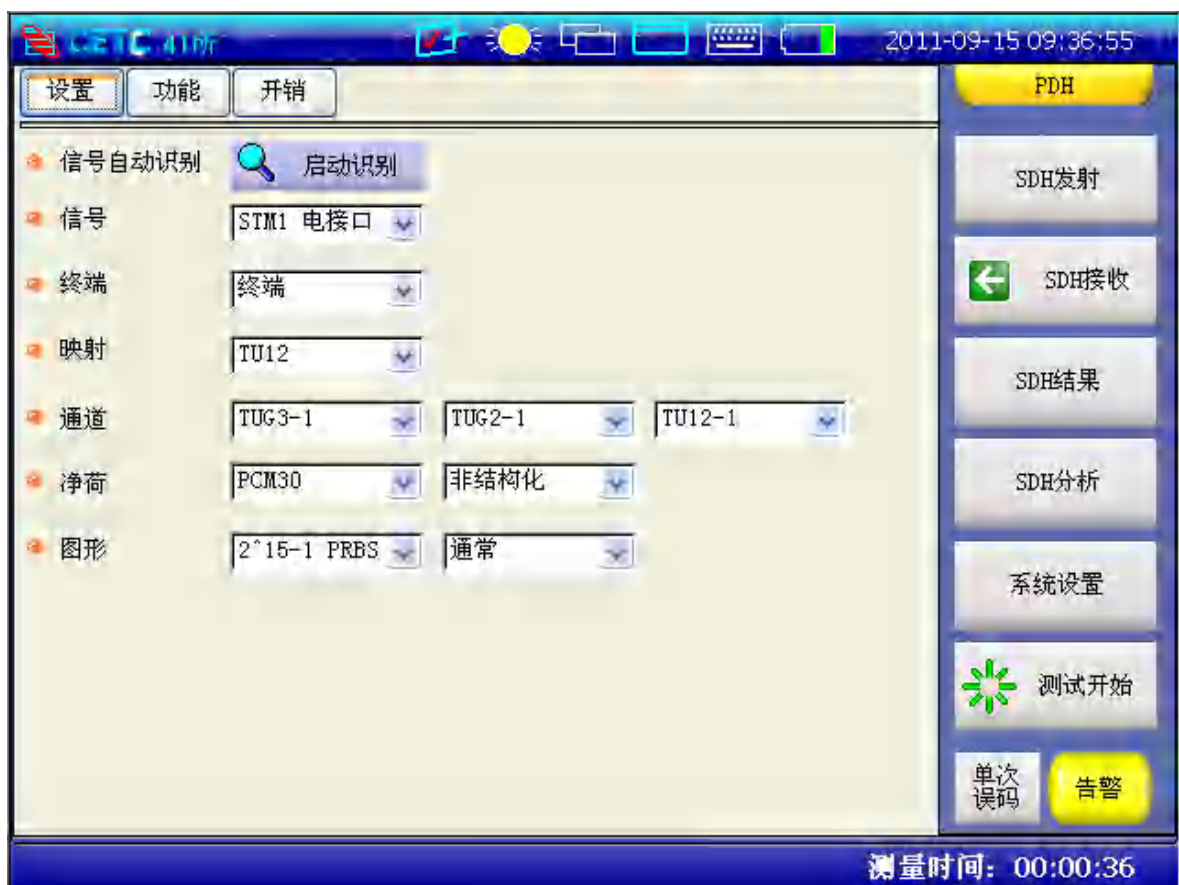 CETC 41所 2011-09-15 09:36:55
设置 功能 开销
PDH
信号自动识别 启动识别
SDH发射
信号 STM1 电接口
终端 终端
SDH接收
映射 TU12
SDH结果
通道 TUG3-1 TUG2-1 TU12-1
净荷 PCM30 非结构化
SDH分析
图形 2^15-1 PRBS 通常
系统设置
测试开始
单次
误码
告警
测量时间: 00:00:36